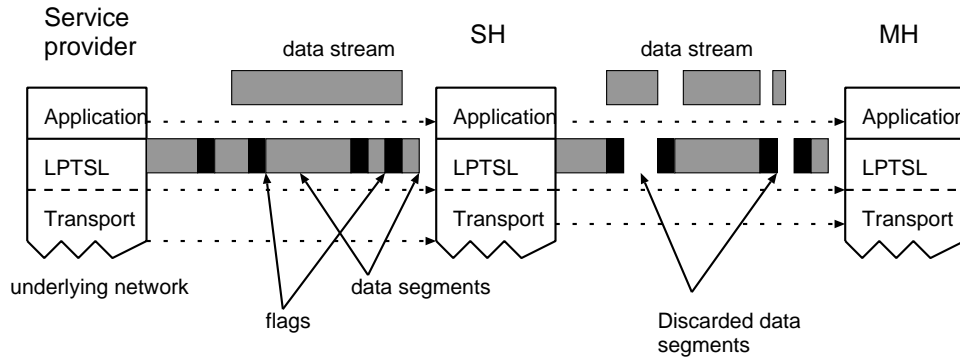 Service
provider
data stream
SH
data stream
MH
Application
Application
Application
LPTSL
LPTSL
LPTSL
Transport
Transport
Transport
underlying network
data segments
flags
Discarded data
segments